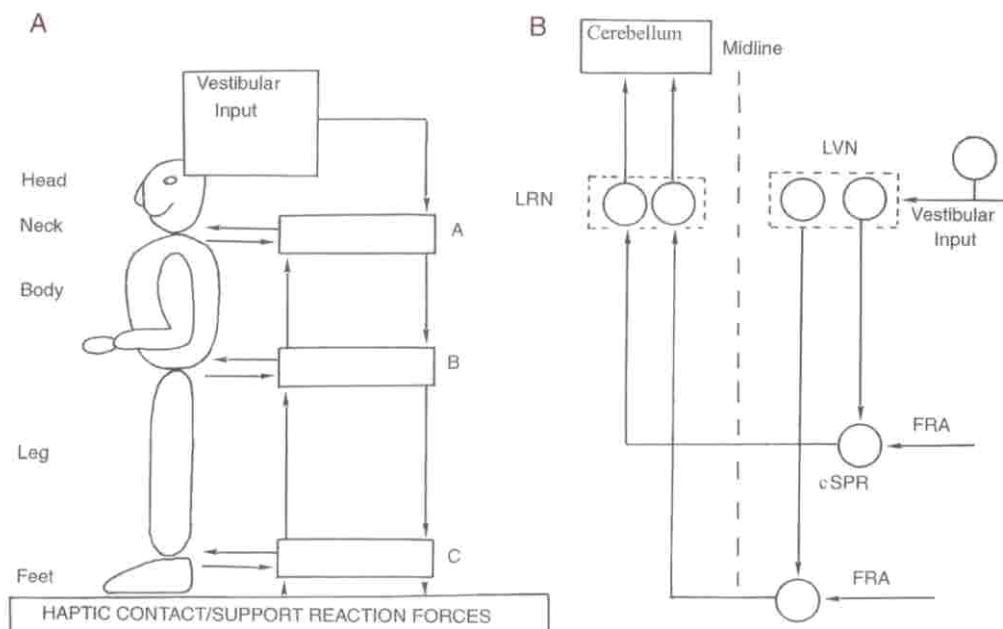 A
Vestibular
Input
Head
Neck
A
Body
B
Leg
C
Feet
HAPTIC CONTACT/SUPPORT REACTION FORCES
B
Cerebellum
Midline
LVN
LRN
Vestibular
Input
FRA
cSPR
FRA